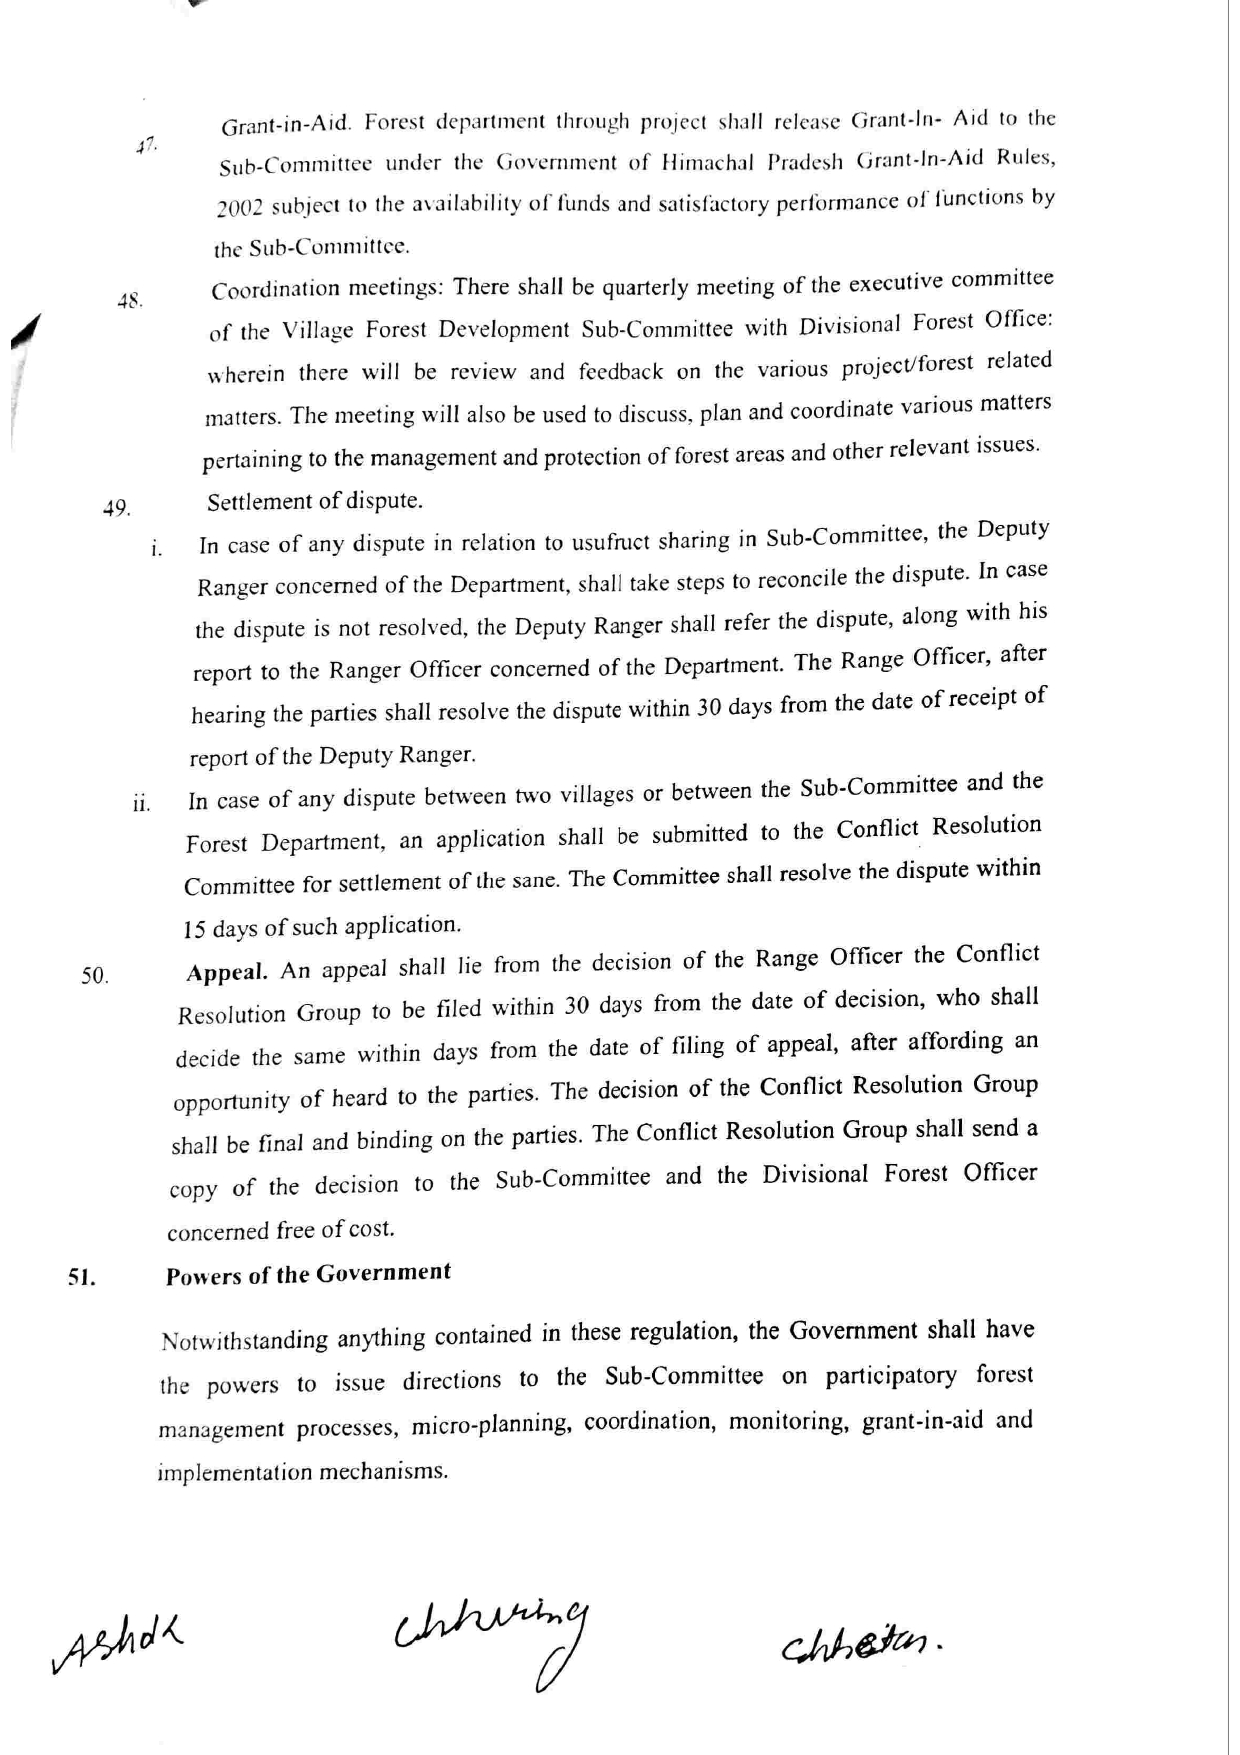 47. Grant-in-Aid. Forest department through project shall release Grant-In- Aid to the
Sub-Committee under the Government of Himachal Pradesh Grant-In-Aid Rules,
2002 subject to the availability of funds and satisfactory performance of functions by
the Sub-Committee.
48. Coordination meetings: There shall be quarterly meeting of the executive committee
of the Village Forest Development Sub-Committee with Divisional Forest Office:
wherein there will be review and feedback on the various project/forest related
matters. The meeting will also be used to discuss, plan and coordinate various matters
pertaining to the management and protection of forest areas and other relevant issues.
49. Settlement of dispute.
i. In case of any dispute in relation to usufruct sharing in Sub-Committee, the Deputy
Ranger concerned of the Department, shall take steps to reconcile the dispute. In case
the dispute is not resolved, the Deputy Ranger shall refer the dispute, along with his
report to the Ranger Officer concerned of the Department. The Range Officer, after
hearing the parties shall resolve the dispute within 30 days from the date of receipt of
report of the Deputy Ranger.
ii. In case of any dispute between two villages or between the Sub-Committee and the
Forest Department, an application shall be submitted to the Conflict Resolution
Committee for settlement of the sane. The Committee shall resolve the dispute within
15 days of such application.
50. Appeal. An appeal shall lie from the decision of the Range Officer the Conflict
Resolution Group to be filed within 30 days from the date of decision, who shall
decide the same within days from the date of filing of appeal, after affording an
opportunity of heard to the parties. The decision of the Conflict Resolution Group
shall be final and binding on the parties. The Conflict Resolution Group shall send a
copy of the decision to the Sub-Committee and the Divisional Forest Officer
concerned free of cost.
51. Powers of the Government
Notwithstanding anything contained in these regulation, the Government shall have
the powers to issue directions to the Sub-Committee on participatory forest
management processes, micro-planning, coordination, monitoring, grant-in-aid and
implementation mechanisms.
Ashok Chhering